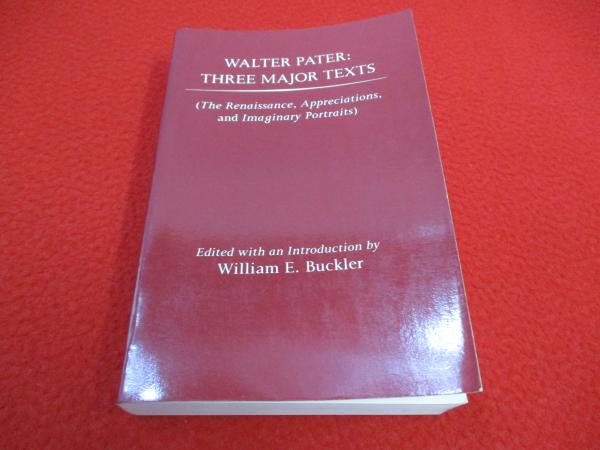 WALTER PATER:
THREE MAJOR TEXTS
(The Renaissance, Appreciations,
and Imaginary Portraits)
Edited with an Introduction by
William E. Buckler